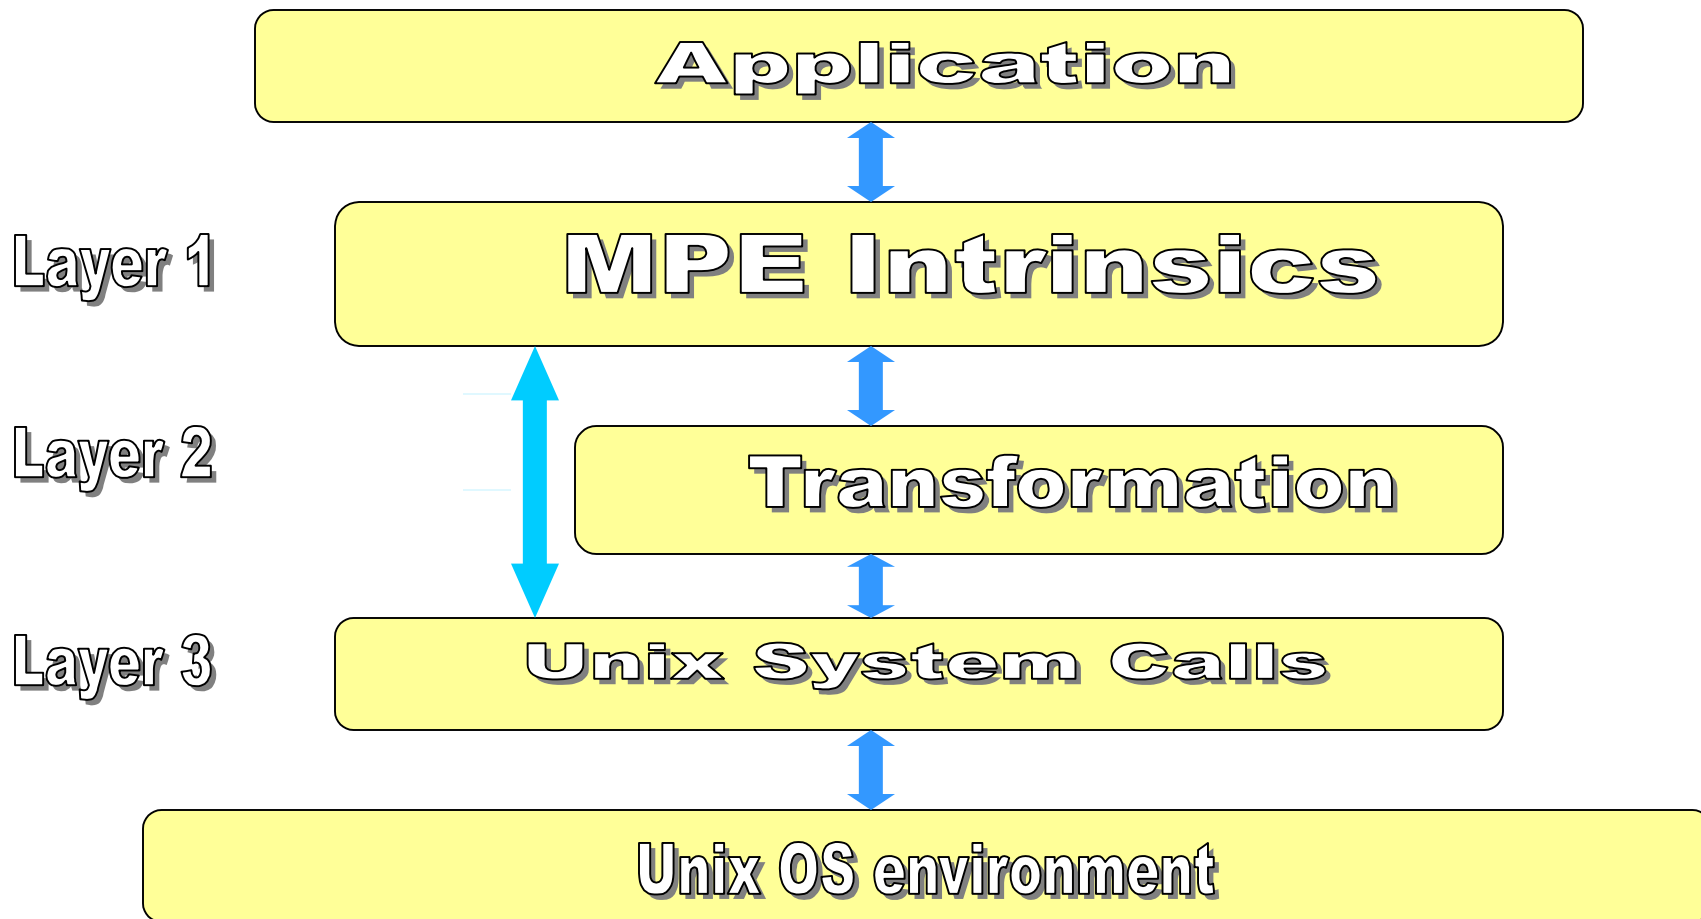 Application
Layer 1
MPE Intrinsics
Layer 2
Transformation
Layer 3
Unix System Calls
Unix OS environment